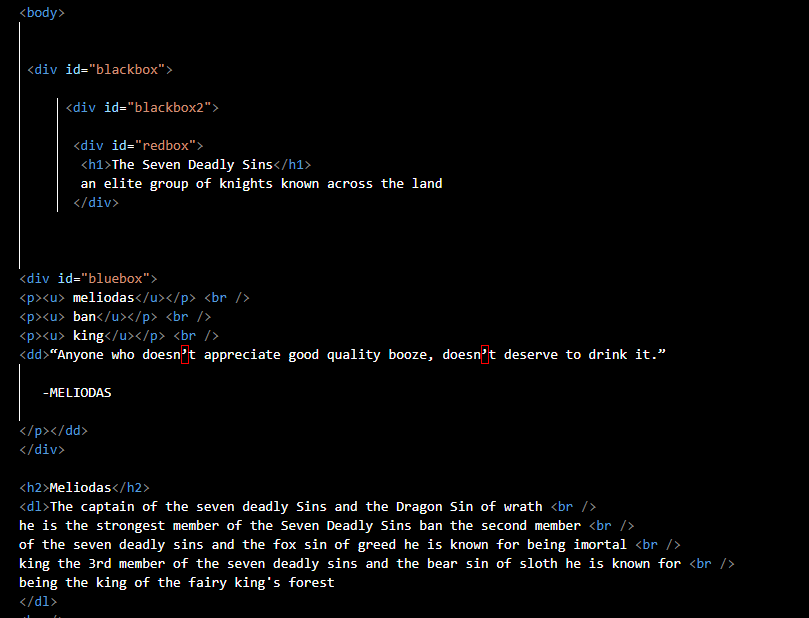 <body>
<div id="blackbox">
<div id="blackbox2">
<div id="redbox">
<h1>The Seven Deadly Sins</h1>
an elite group of knights known across the land
</div>
<div id="bluebox">
<p><u> meliodas</u></p> <br />
<p><u> ban</u></p> <br />
<p><u> king</u></p> <br />
<dd>“Anyone who doesn’t appreciate good quality booze, doesn’t deserve to drink it.”
-MELIODAS
</p></dd>
</div>
<h2>Meliodas</h2>
<dl>The captain of the seven deadly Sins and the Dragon Sin of wrath <br />
he is the strongest member of the Seven Deadly Sins ban the second member <br />
of the seven deadly sins and the fox sin of greed he is known for being imortal <br />
king the 3rd member of the seven deadly sins and the bear sin of sloth he is known for <br />
being the king of the fairy king's forest
</dl>